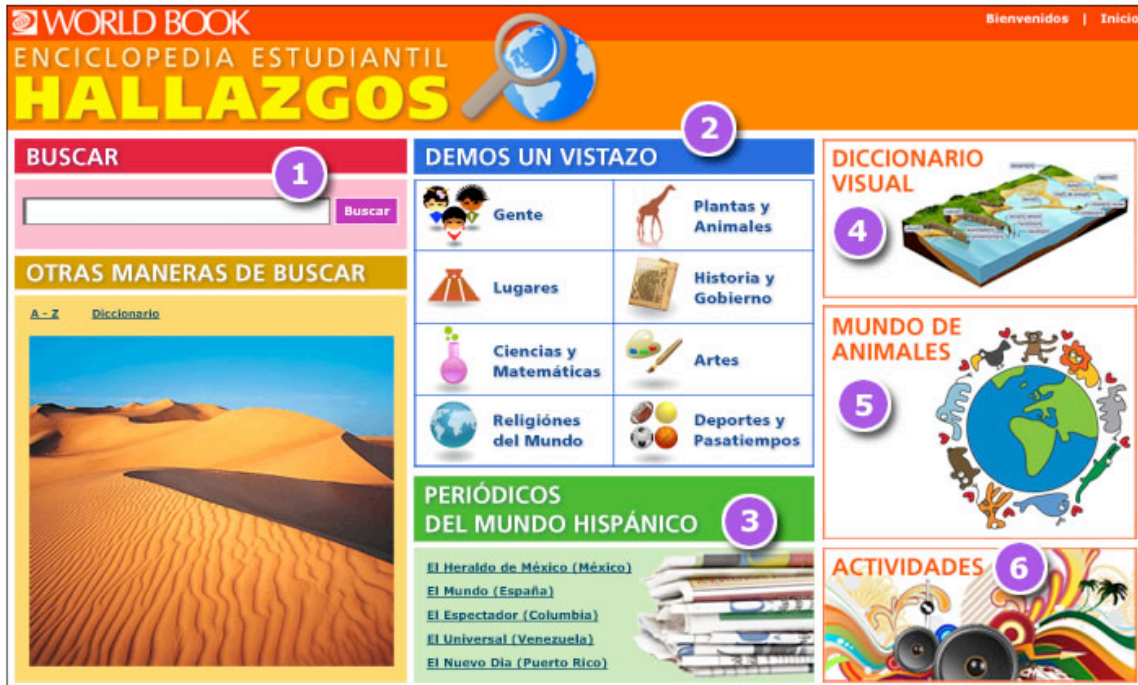 WORLD BOOK
Bienvenidos | Inicio
ENCICLOPEDIA ESTUDIANTIL
HALLAZGOS
BUSCAR
1
Buscar
OTRAS MANERAS DE BUSCAR
A - Z Diccionario
DEMOS UN VISTAZO
2
Gente
Plantas y
Animales
Lugares
Historia y
Gobierno
Ciencias y
Matemáticas
Artes
Religiónes
del Mundo
Deportes y
Pasatiempos
PERIÓDICOS
DEL MUNDO HISPÁNICO
3
El Heraldo de México (México)
El Mundo (España)
El Espectador (Columbia)
El Universal (Venezuela)
El Nuevo Dia (Puerto Rico)
DICCIONARIO
VISUAL
4
MUNDO DE
ANIMALES
5
ACTIVIDADES
6